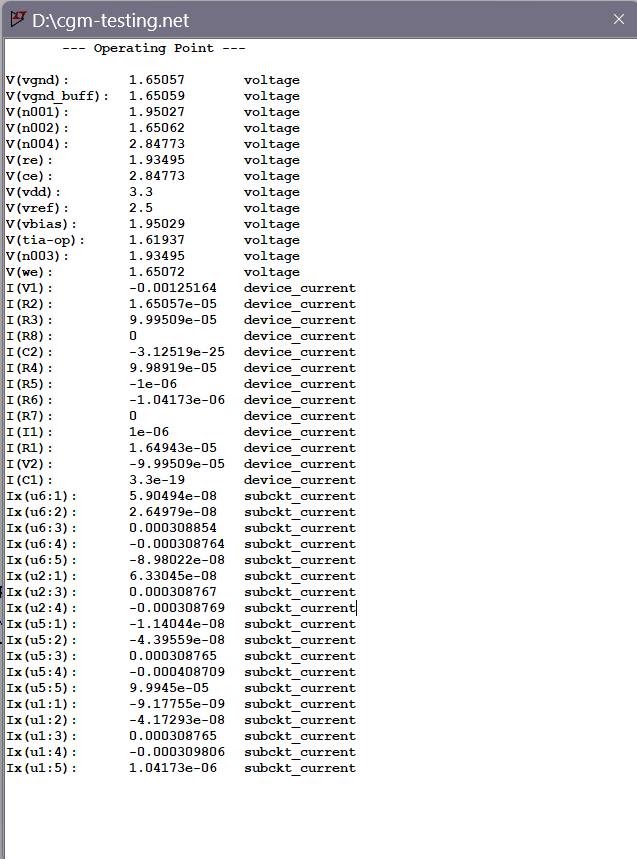 D:\cgm-testing.net
--- Operating Point ---
V(vgnd): 1.65057 voltage
V(vgnd_buff): 1.65059 voltage
V(n001): 1.95027 voltage
V(n002): 1.65062 voltage
V(n004): 2.84773 voltage
V(re): 1.93495 voltage
V(ce): 2.84773 voltage
V(vdd): 3.3 voltage
V(vref): 2.5 voltage
V(vbias): 1.95029 voltage
V(tia-op): 1.61937 voltage
V(n003): 1.93495 voltage
V(we): 1.65072 voltage
I(V1): -0.00125164 device_current
I(R2): 1.65057e-05 device_current
I(R3): 9.99509e-05 device_current
I(R8): 0 device_current
I(C2): -3.12519e-25 device_current
I(R4): 9.98919e-05 device_current
I(R5): -1e-06 device_current
I(R6): -1.04173e-06 device_current
I(R7): 0 device_current
I(I1): 1e-06 device_current
I(R1): 1.64943e-05 device_current
I(V2): -9.99509e-05 device_current
I(C1): 3.3e-19 device_current
Ix(u6:1): 5.90494e-08 subckt_current
Ix(u6:2): 2.64979e-08 subckt_current
Ix(u6:3): 0.000308854 subckt_current
Ix(u6:4): -0.000308764 subckt_current
Ix(u6:5): -8.98022e-08 subckt_current
Ix(u2:1): 6.33045e-08 subckt_current
Ix(u2:3): 0.000308767 subckt_current
Ix(u2:4): -0.000308769 subckt_current
Ix(u5:1): -1.14044e-08 subckt_current
Ix(u5:2): -4.39559e-08 subckt_current
Ix(u5:3): 0.000308765 subckt_current
Ix(u5:4): -0.000408709 subckt_current
Ix(u5:5): 9.9945e-05 subckt_current
Ix(u1:1): -9.17755e-09 subckt_current
Ix(u1:2): -4.17293e-08 subckt_current
Ix(u1:3): 0.000308765 subckt_current
Ix(u1:4): -0.000309806 subckt_current
Ix(u1:5): 1.04173e-06 subckt_current